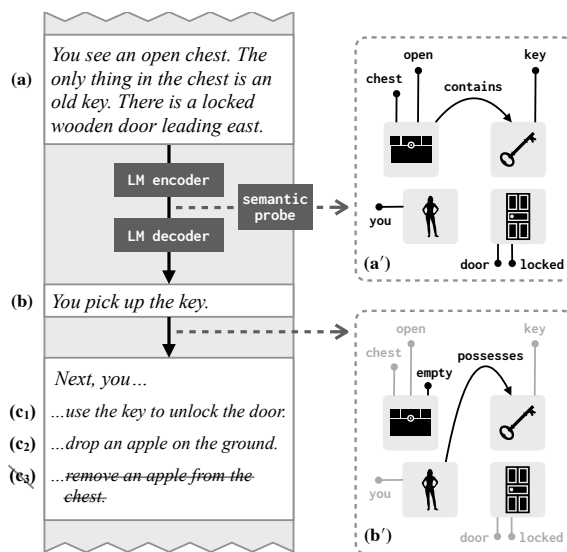 (a)
You see an open chest. The
only thing in the chest is an
old key. There is a locked
wooden door leading east.
LM encoder
semantic
probe
LM decoder
(b)
You pick up the key.
Next, you…
(c₁)
…use the key to unlock the door.
(c₂)
…drop an apple on the ground.
(c₃)
…remove an apple from the
chest.
open
key
chest
contains
you
(a′)
door
locked
open
key
chest
possesses
empty
you
(b′)
door
locked